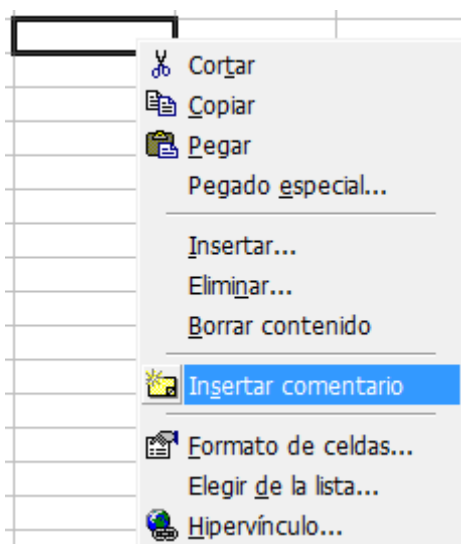 Cortar
Copiar
Pegar
Pegado especial...
Insertar...
Eliminar...
Borrar contenido
Insertar comentario
Formato de celdas...
Elegir de la lista...
Hipervínculo...